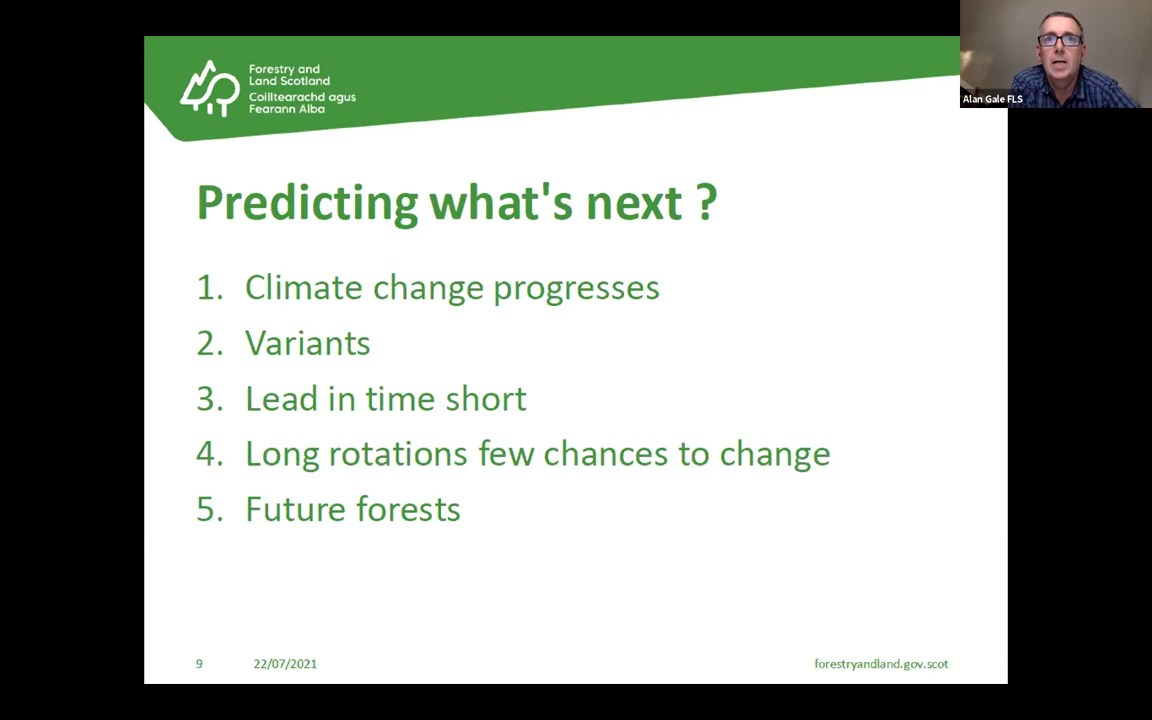 Forestry and
Land Scotland
Coilltearachd agus
Fearann Alba
Alan Gale FLS
Predicting what's next ?
1. Climate change progresses
2. Variants
3. Lead in time short
4. Long rotations few chances to change
5. Future forests
9 22/07/2021 forestryandland.gov.scot